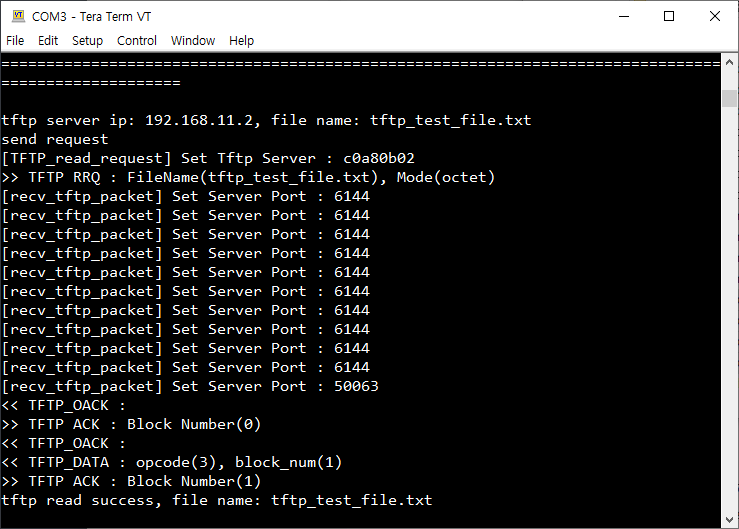 COM3 - Tera Term VT
File Edit Setup Control Window Help
================================================================================
====================
tftp server ip: 192.168.11.2, file name: tftp_test_file.txt
send request
[TFTP_read_request] Set Tftp Server : c0a80b02
>> TFTP RRQ : FileName(tftp_test_file.txt), Mode(octet)
[recv_tftp_packet] Set Server Port : 6144
[recv_tftp_packet] Set Server Port : 6144
[recv_tftp_packet] Set Server Port : 6144
[recv_tftp_packet] Set Server Port : 6144
[recv_tftp_packet] Set Server Port : 6144
[recv_tftp_packet] Set Server Port : 6144
[recv_tftp_packet] Set Server Port : 6144
[recv_tftp_packet] Set Server Port : 6144
[recv_tftp_packet] Set Server Port : 6144
[recv_tftp_packet] Set Server Port : 6144
[recv_tftp_packet] Set Server Port : 50063
<< TFTP_OACK :
>> TFTP ACK : Block Number(0)
<< TFTP_OACK :
<< TFTP_DATA : opcode(3), block_num(1)
>> TFTP ACK : Block Number(1)
tftp read success, file name: tftp_test_file.txt